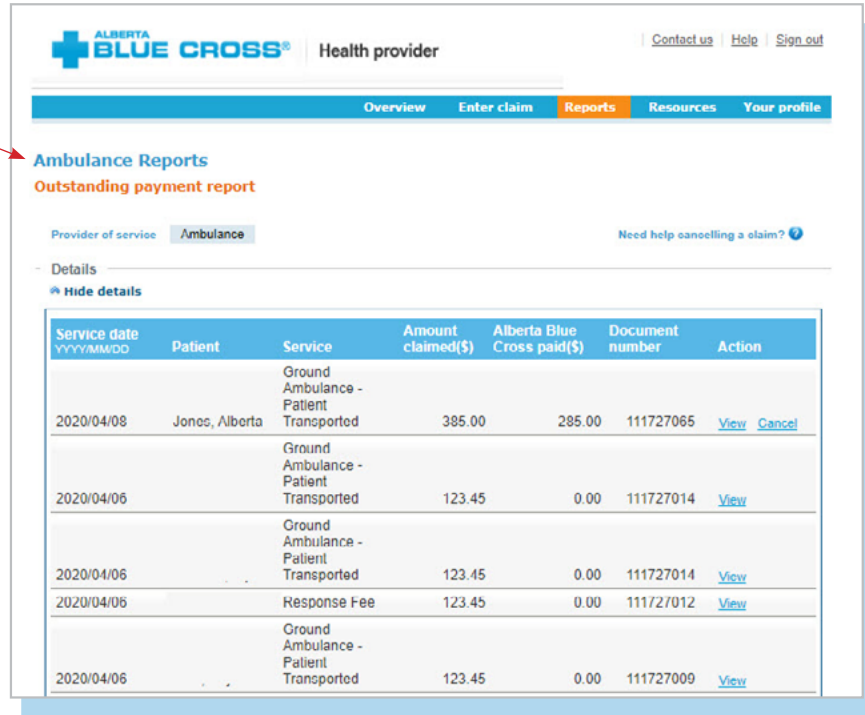 ALBERTA
BLUE CROSS® Health provider
Contact us Help Sign out
Overview Enter claim Reports Resources Your profile
Ambulance Reports
Outstanding payment report
Provider of service Ambulance Need help cancelling a claim? ?
Details
Hide details
Service date YYYY/MM/DD Patient Service Amount claimed($) Alberta Blue Cross paid($) Document number Action
2020/04/08 Jones, Alberta Ground Ambulance - Patient Transported 385.00 285.00 111727065 View Cancel
2020/04/06 Ground Ambulance - Patient Transported 123.45 0.00 111727014 View
2020/04/06 Ground Ambulance - Patient Transported 123.45 0.00 111727014 View
2020/04/06 Response Fee 123.45 0.00 111727012 View
2020/04/06 Ground Ambulance - Patient Transported 123.45 0.00 111727009 View